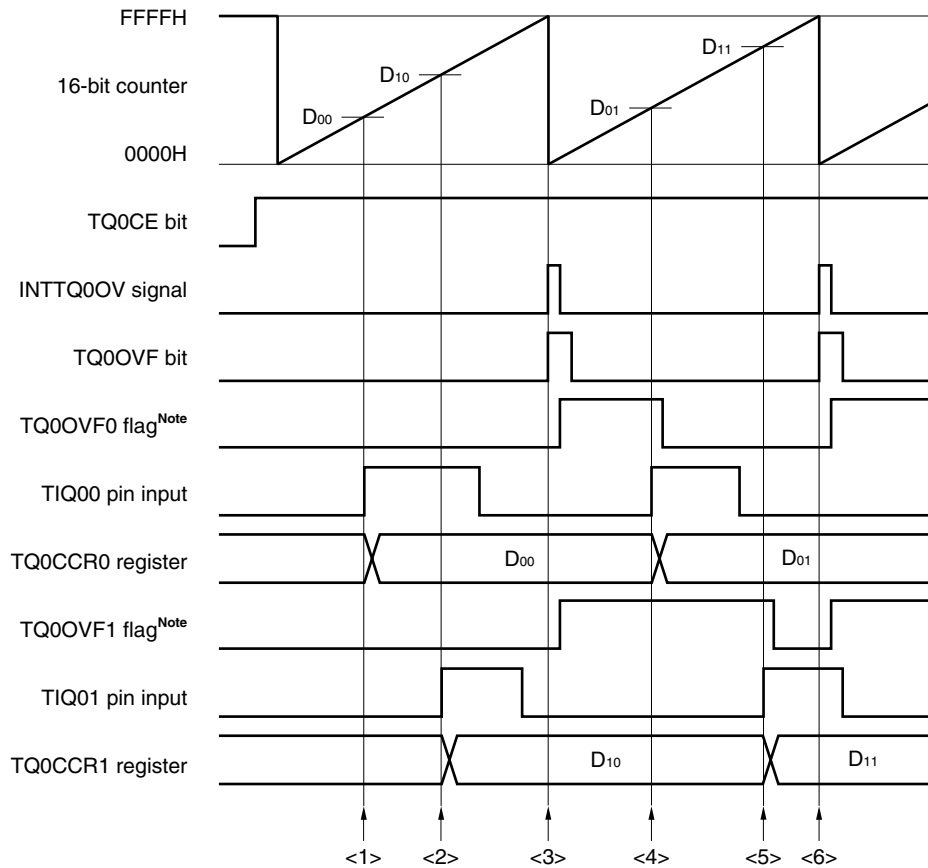 FFFFH
16-bit counter
0000H
D00
D10
D01
D11
TQ0CE bit
INTTQ0OV signal
TQ0OVF bit
TQ0OVF0 flagNote
TIQ00 pin input
TQ0CCR0 register
D00
D01
TQ0OVF1 flagNote
TIQ01 pin input
TQ0CCR1 register
D10
D11
<1> <2> <3> <4> <5> <6>